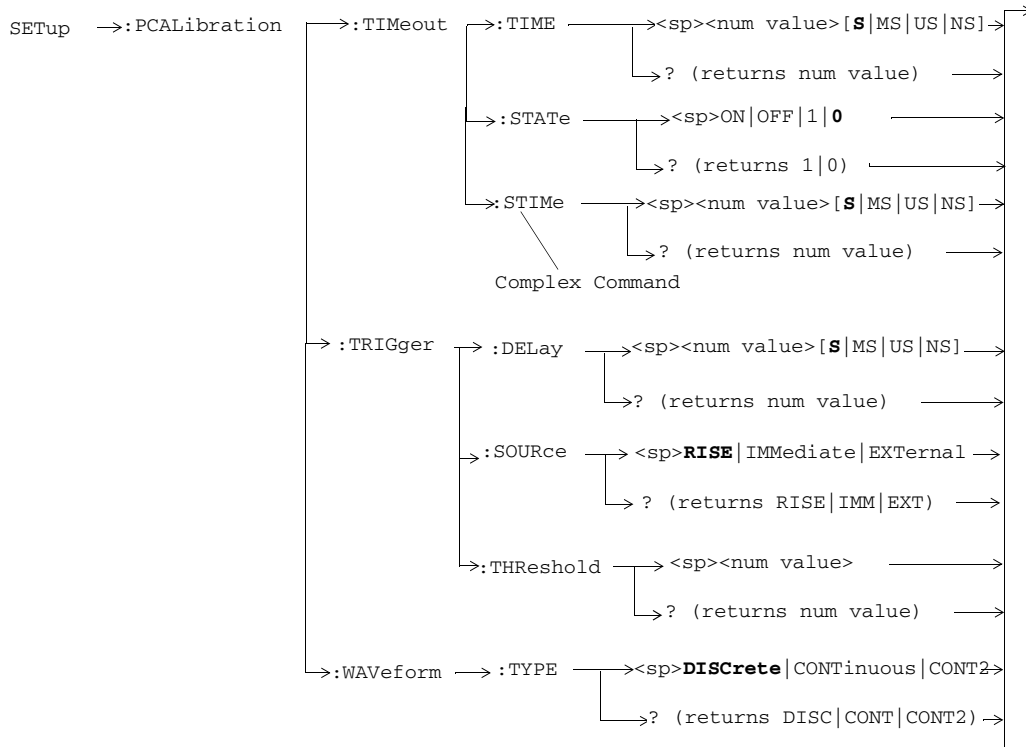 SETup :PCALibration :TIMeout :TIME <sp><num value>[S|MS|US|NS]
? (returns num value)
:STATe <sp>ON|OFF|1|0
? (returns 1|0)
:STIMe <sp><num value>[S|MS|US|NS]
? (returns num value)
Complex Command
:TRIGger :DELay <sp><num value>[S|MS|US|NS]
? (returns num value)
:SOURce <sp>RISE|IMMediate|EXTernal
? (returns RISE|IMM|EXT)
:THReshold <sp><num value>
? (returns num value)
:WAVeform :TYPE <sp>DISCrete|CONTinuous|CONT2
? (returns DISC|CONT|CONT2)